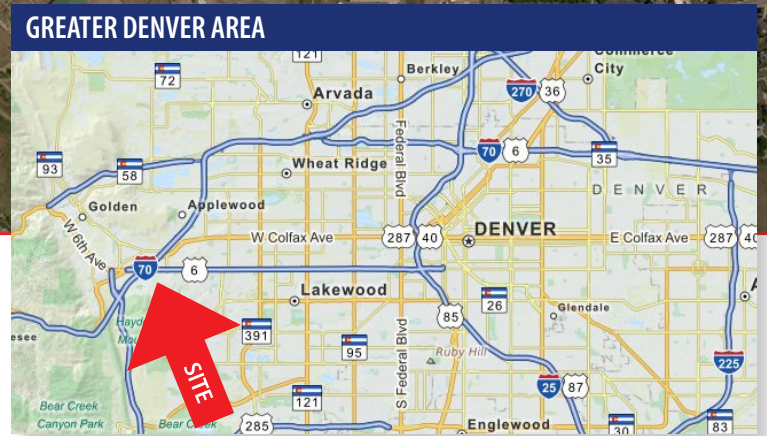 GREATER DENVER AREA
121
Commerce
City
72
Berkley
Arvada
270
36
Federal Blvd
93
58
Wheat Ridge
70
6
35
DENVER
Golden
Applewood
W 6th Ave
W Colfax Ave
287
40
DENVER
E Colfax Ave
287
40
70
6
Lakewood
26
Glendale
85
391
95
S Federal Blvd
Ruby Hill
225
SITE
25
87
Bear Creek
Canyon Park
121
285
Englewood
30
83